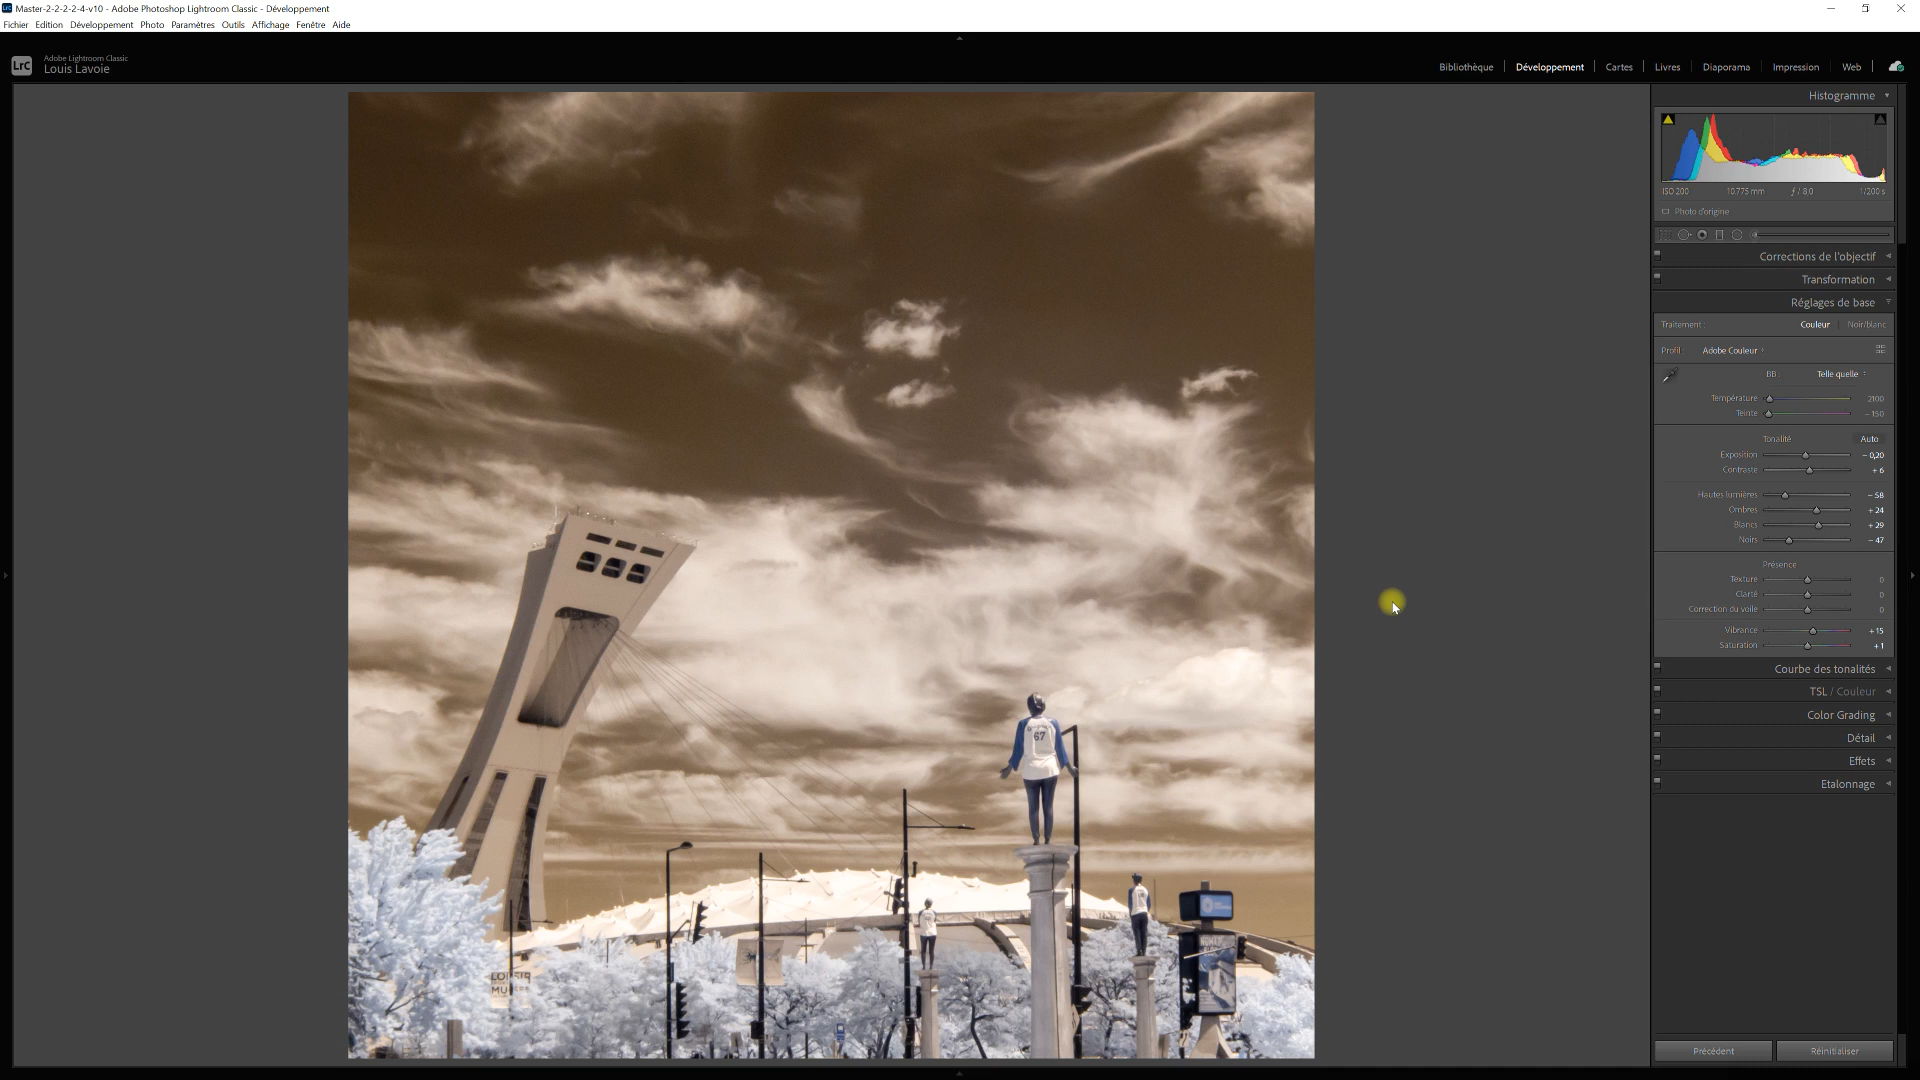 Master-2-2-2-2-4-v10 - Adobe Photoshop Lightroom Classic - Développement
Fichier Edition Développement Photo Paramètres Outils Affichage Fenêtre Aide
LrC
Adobe Lightroom Classic
Louis Lavoie
Bibliothèque | Développement | Cartes | Livres | Diaporama | Impression | Web
Histogramme
ISO 200 10.775 mm ƒ / 8,0 1/200 s
Photo d'origine
Corrections de l'objectif
Transformation
Réglages de base
Traitement : Couleur Noir/blanc
Profil Adobe Couleur
BB : Telle quelle
Température 2100
Teinte - 150
Tonalité Auto
Exposition - 0,20
Contraste + 6
Hautes lumières - 58
Ombres + 24
Blancs + 29
Noirs - 47
Présence
Texture 0
Clarté 0
Correction du voile 0
Vibrance + 15
Saturation + 1
Courbe des tonalités
TSL / Couleur
Color Grading
Détail
Effets
Etalonnage
67
Précédent Réinitialiser